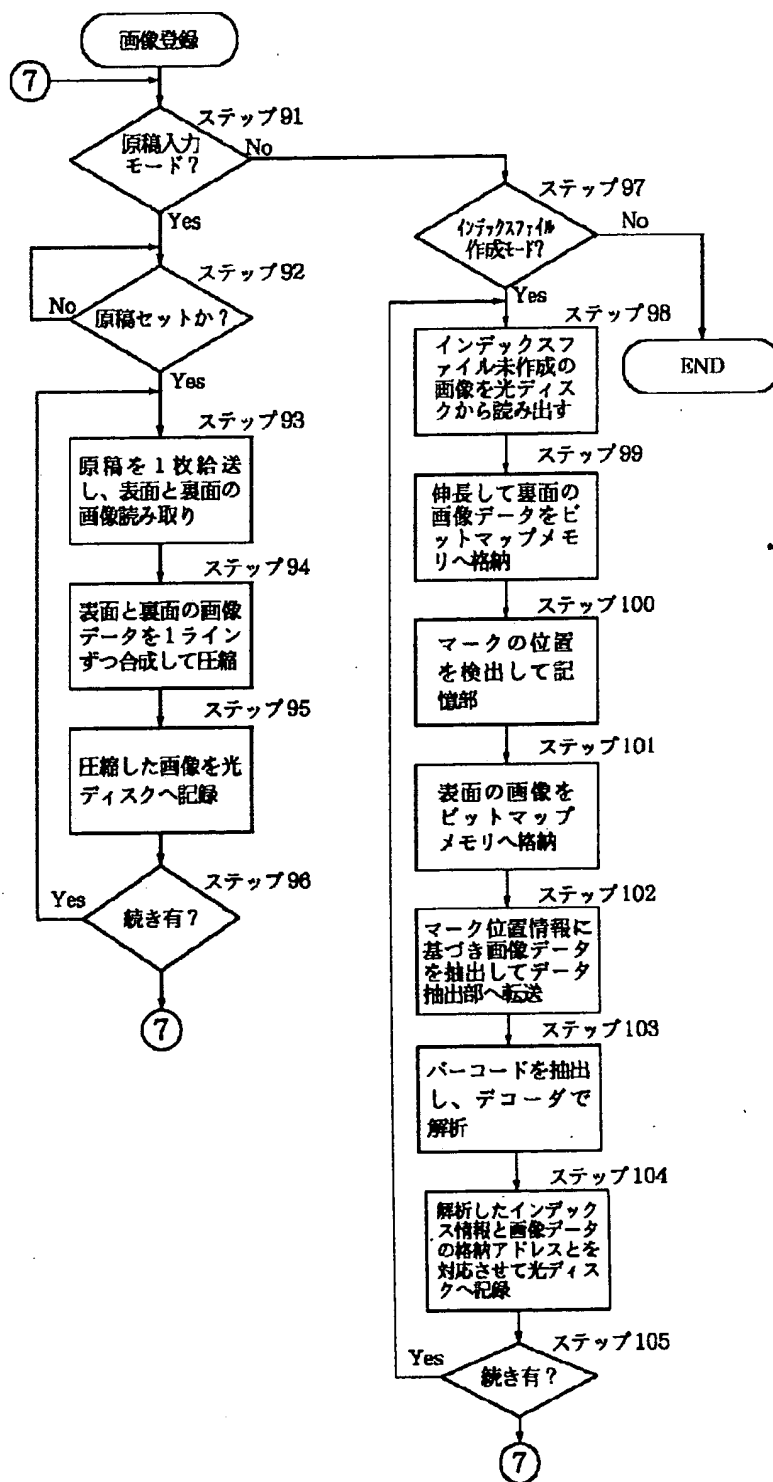 画像登録
7
ステップ91
原稿入力
モード?
No
Yes
ステップ92
No
原稿セットか?
Yes
ステップ93
原稿を1枚給送
し、表面と裏面の
画像読み取り
ステップ94
表面と裏面の画像
データを1ライン
ずつ合成して圧縮
ステップ95
圧縮した画像を光
ディスクへ記録
ステップ96
Yes
続き有?
7
ステップ97
インデックスファイル
作成モード?
No
Yes
END
ステップ98
インデックスフ
ァイル未作成の
画像を光ディス
クから読み出す
ステップ99
伸長して裏面の
画像データをビ
ットマップメモ
リへ格納
ステップ100
マークの位置
を検出して記
憶部
ステップ101
表面の画像を
ビットマップ
メモリへ格納
ステップ102
マーク位置情報に
基づき画像データ
を抽出してデータ
抽出部へ転送
ステップ103
バーコードを抽出
し、デコーダで
解析
ステップ104
解析したインデック
ス情報と画像データ
の格納アドレスとを
対応させて光ディス
クへ記録
ステップ105
Yes
続き有?
7